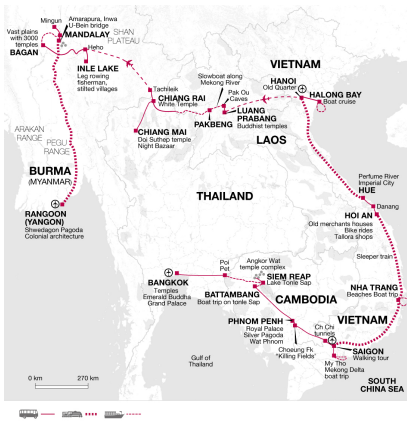 Mingun
Amarapura, Inwa
U-Bein bridge
SHAN
PLATEAU
Vast plains
with 3000
temples
BAGAN
MANDALAY
Heho
INLE LAKE
Leg rowing
fisherman,
stilted villages
Tachileik
CHIANG RAI
White Temple
CHIANG MAI
Doi Suthep temple
Night Bazaar
Slowboat along
Mekong River
Pak Ou
Caves
LUANG
PRABANG
Buddhist temples
PAKBENG
VIETNAM
HANOI
Old Quarter
HALONG BAY
Boat cruise
LAOS
ARAKAN
RANGE
PEGU
RANGE
BURMA
(MYANMAR)
RANGOON
(YANGON)
Shwedagon Pagoda
Colonial architecture
THAILAND
Perfume River
Imperial City
HUE
Danang
HOI AN
Old merchants houses
Bike rides
Tailora shops
Sleeper train
BANGKOK
Temples
Emerald Buddha
Grand Palace
Poi
Pet
Angkor Wat
temple complex
SIEM REAP
Lake Tonle Sap
BATTAMBANG
Boat trip on tonle Sap
CAMBODIA
NHA TRANG
Beaches Boat trip
VIETNAM
PHNOM PENH
Royal Palace
Silver Pagoda
Wat Phnom
Choeung Fk
"Killing Fields'
Ch Chi
tunnels
SAIGON
Walking tour
My Tho
Mekong Delta
boat trip
Gulf of
Thailand
SOUTH
CHINA SEA
0 km
270 km